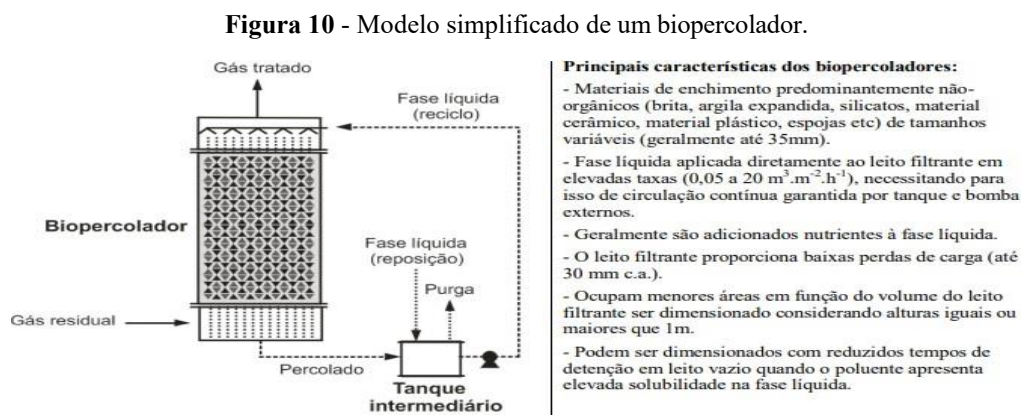 Figura 10 - Modelo simplificado de um biopercolador.
Gás tratado
Fase líquida
(reciclo)
Biopercolador
Fase líquida
(reposição)
Purga
Gás residual
Percolado
Tanque
intermediário
Principais características dos biopercoladores:
- Materiais de enchimento predominantemente não-
orgânicos (brita, argila expandida, silicatos, material
cerâmico, material plástico, espojas etc) de tamanhos
variáveis (geralmente até 35mm).
- Fase líquida aplicada diretamente ao leito filtrante em
elevadas taxas (0,05 a 20 m³.m⁻².h⁻¹), necessitando para
isso de circulação contínua garantida por tanque e bomba
externos.
- Geralmente são adicionados nutrientes à fase líquida.
- O leito filtrante proporciona baixas perdas de carga (até
30 mm c.a.).
- Ocupam menores áreas em função do volume do leito
filtrante ser dimensionado considerando alturas iguais ou
maiores que 1m.
- Podem ser dimensionados com reduzidos tempos de
detenção em leito vazio quando o poluente apresenta
elevada solubilidade na fase líquida.